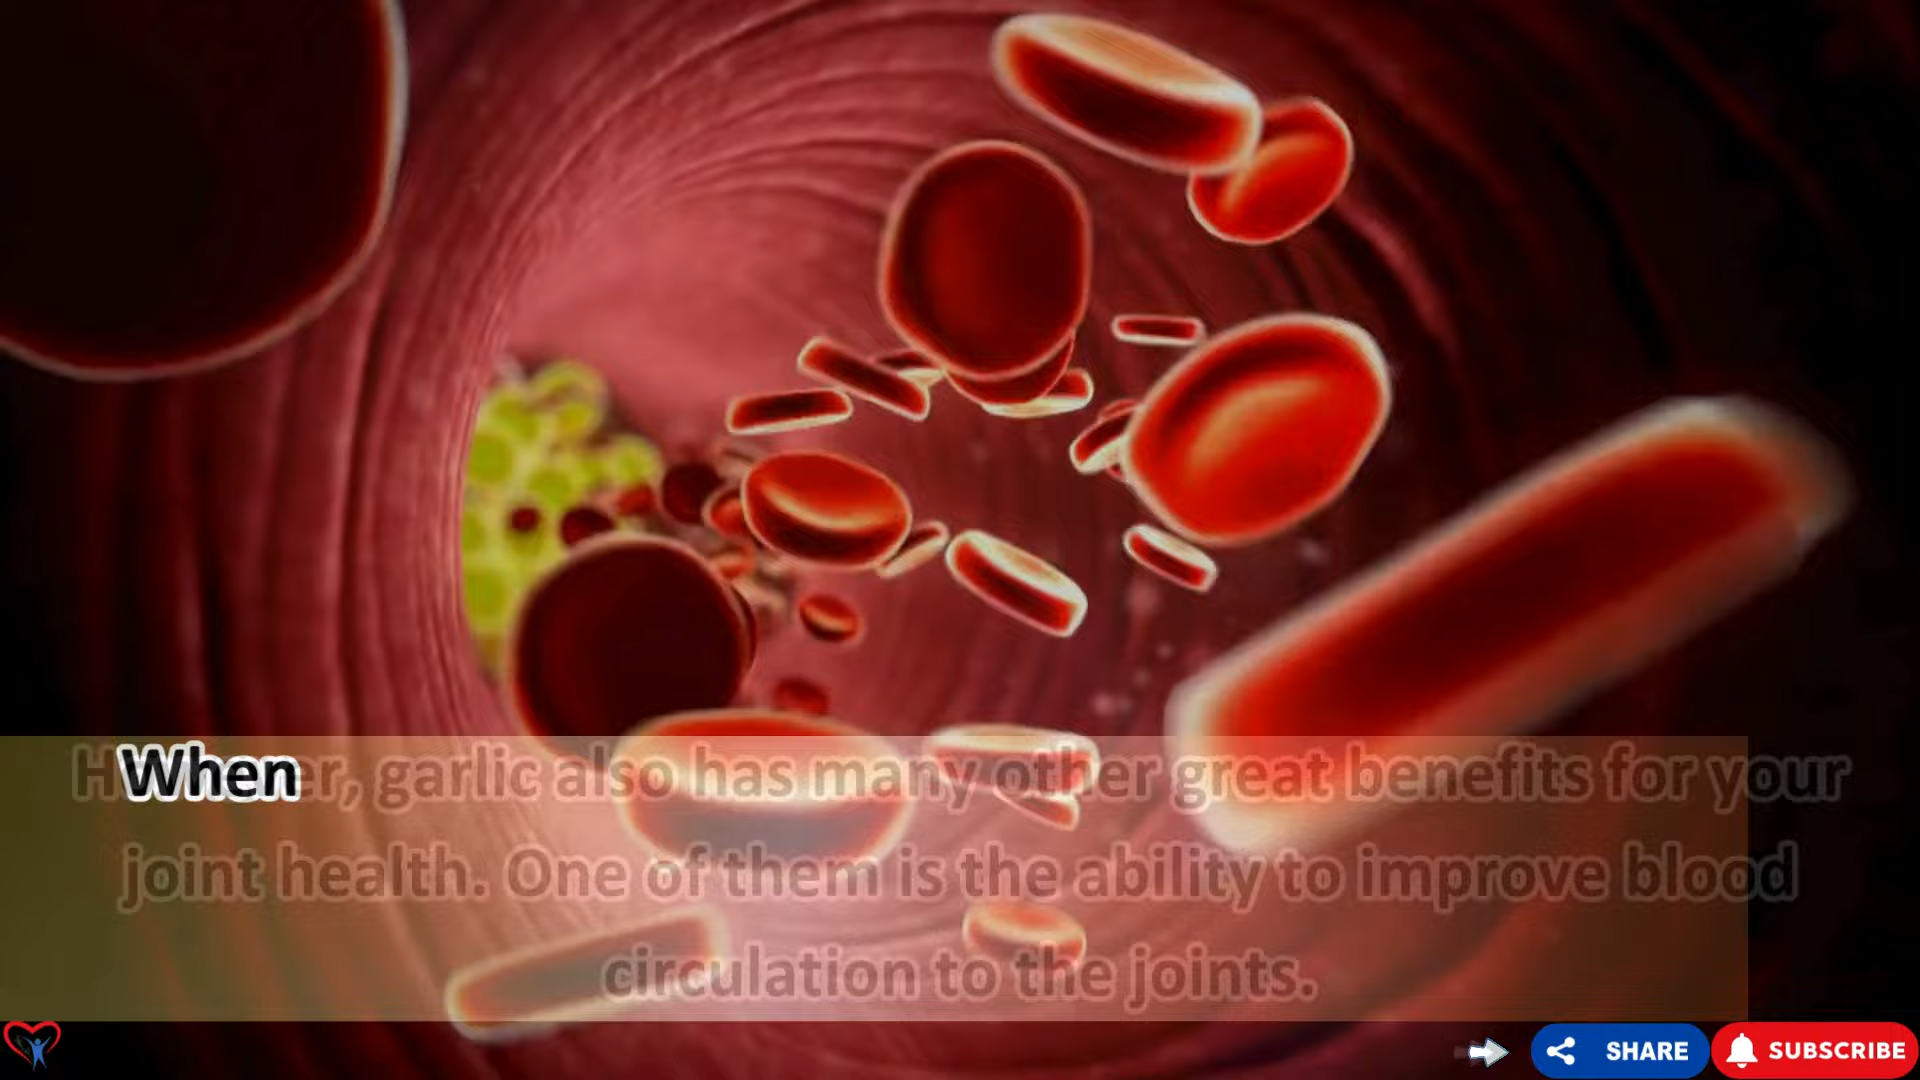 When
H er, garlic also has many other great benefits for your
joint health. One of them is the ability to improve blood
circulation to the joints.
SHARE
SUBSCRIBE